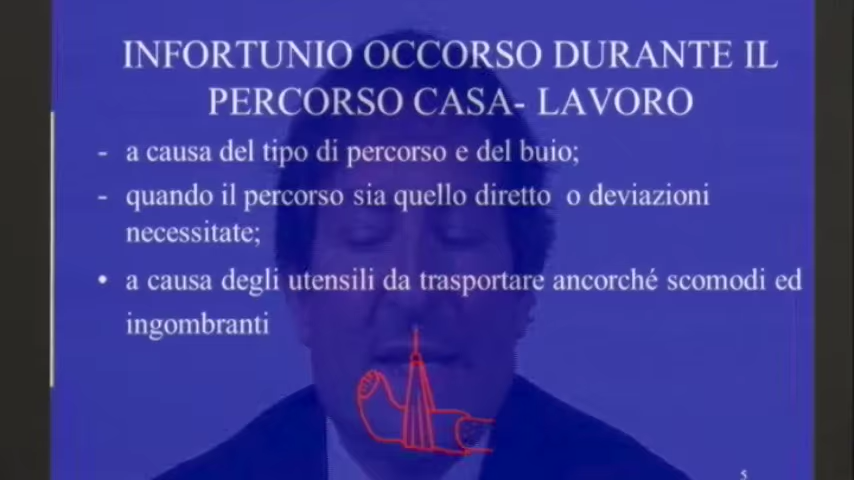 INFORTUNIO OCCORSO DURANTE IL
PERCORSO CASA- LAVORO
- a causa del tipo di percorso e del buio;
- quando il percorso sia quello diretto o deviazioni
necessitate;
• a causa degli utensili da trasportare ancorché scomodi ed
ingombranti
5